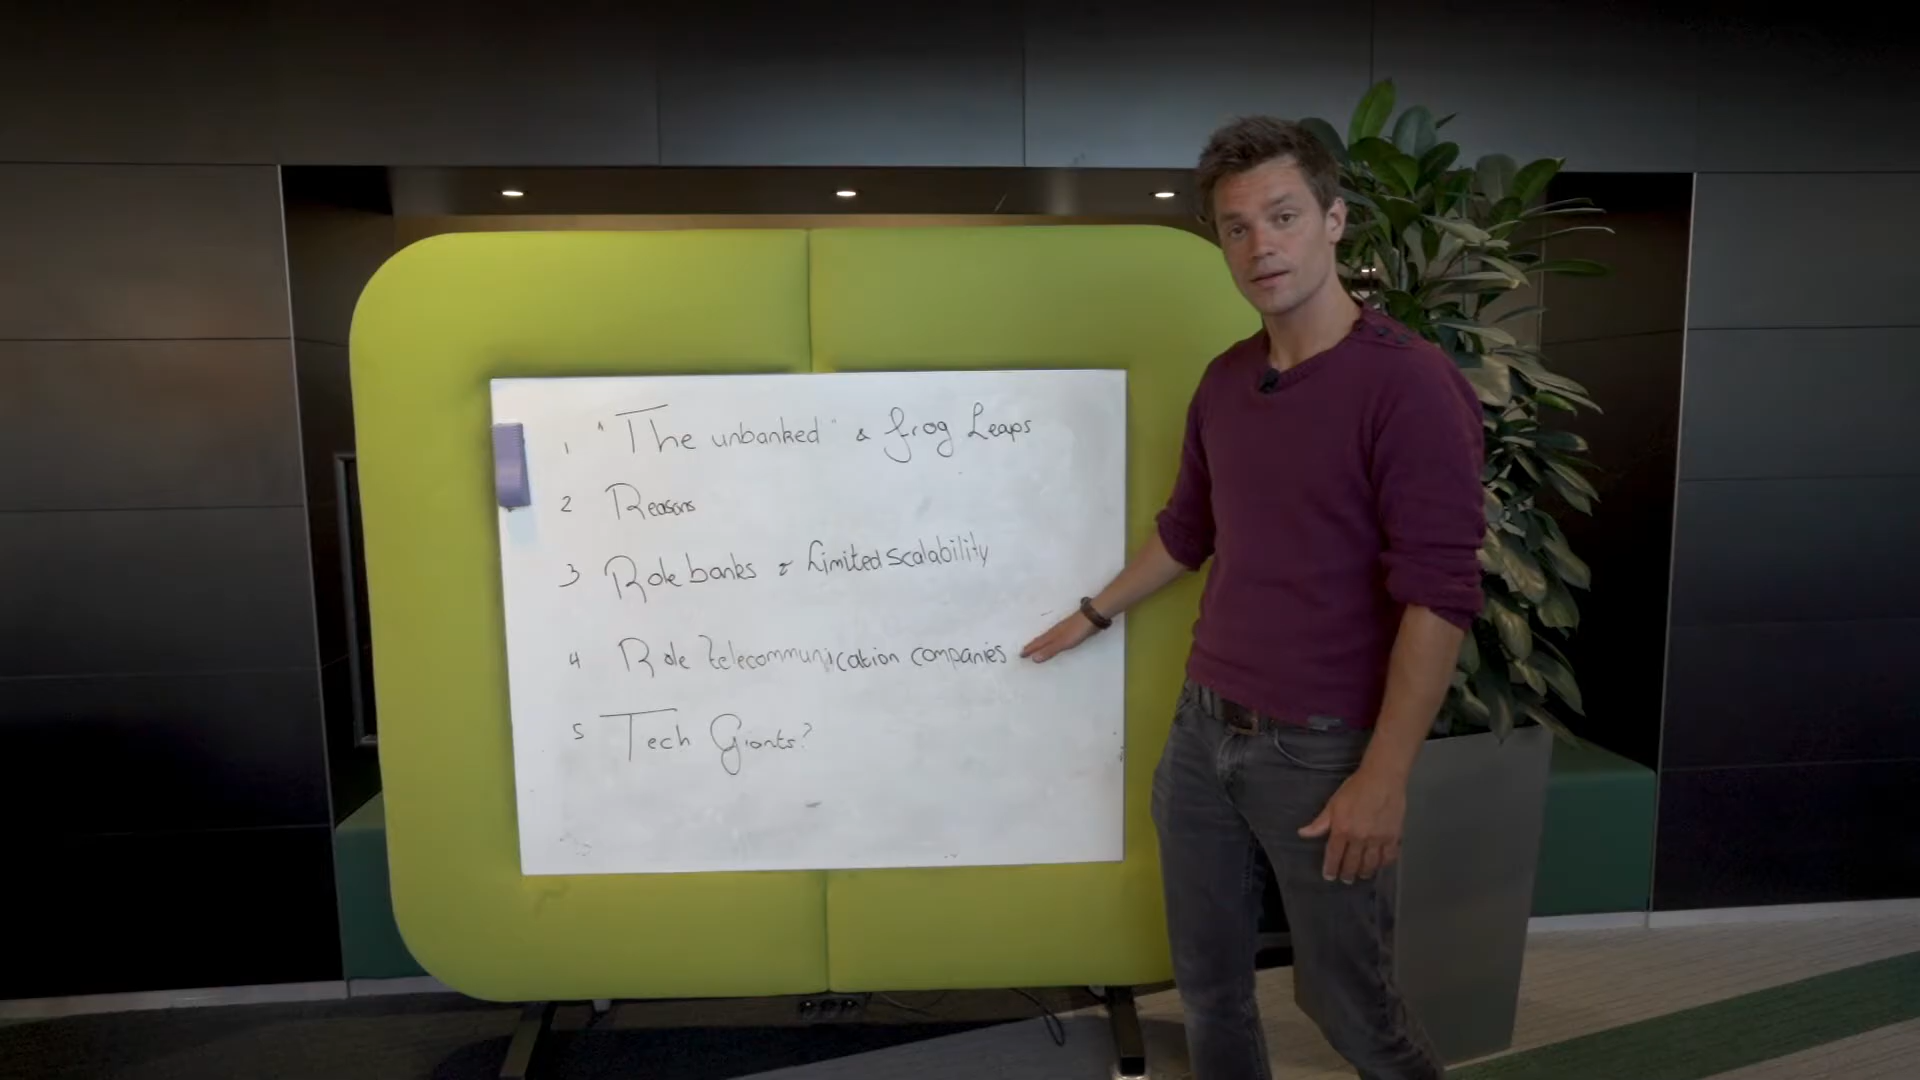 1 "The unbanked" & frog Leaps
2 Reasons
3 Role banks & Limited scalability
4 Role telecommunication companies
5 Tech Giants?